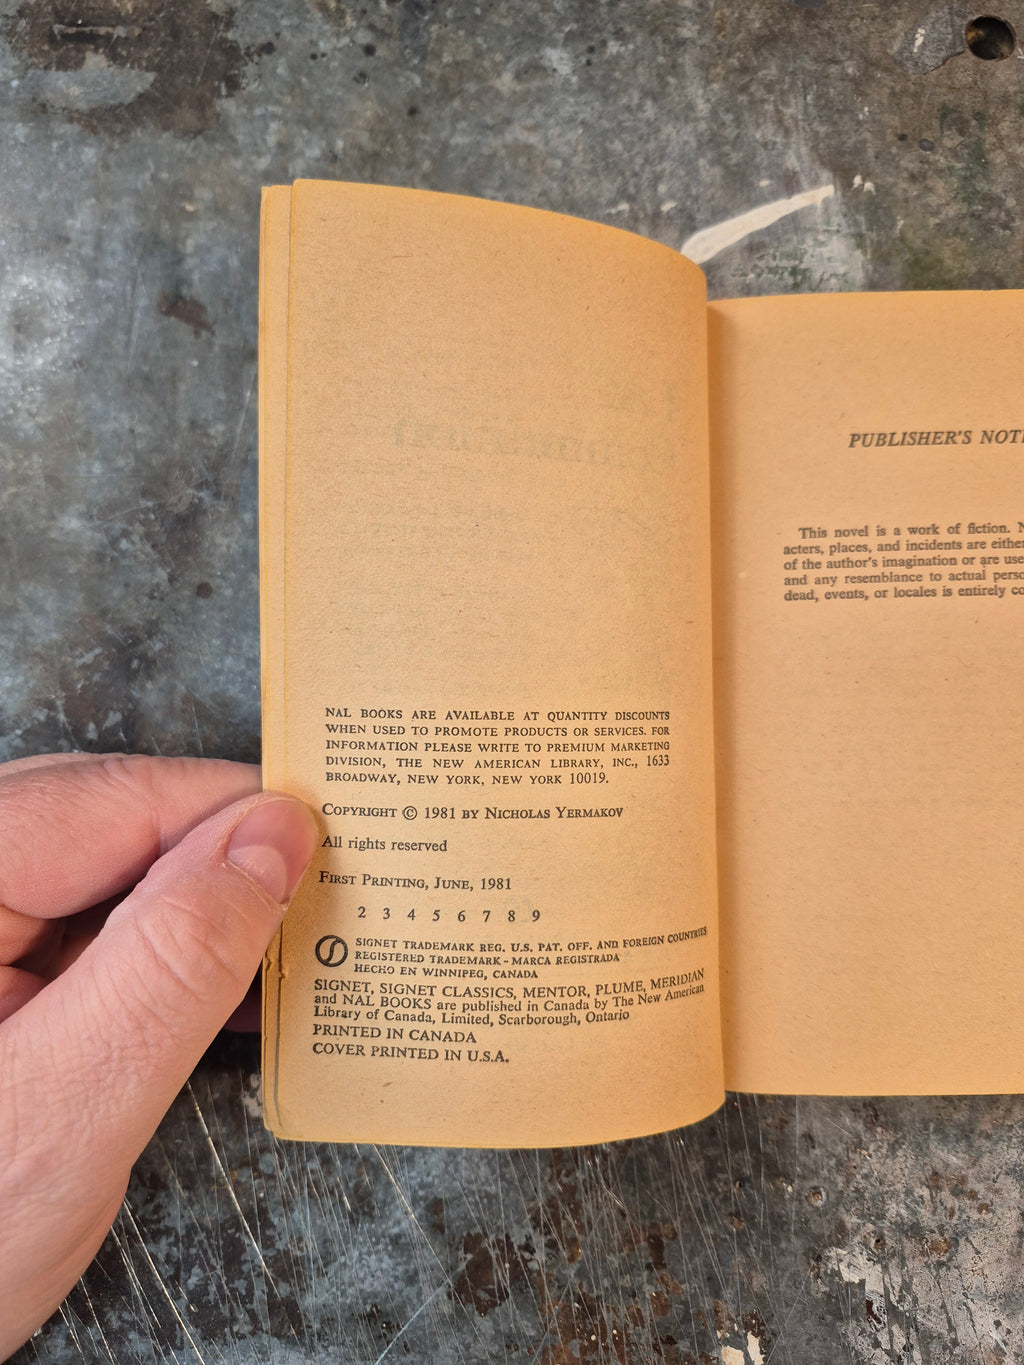 NAL BOOKS ARE AVAILABLE AT QUANTITY DISCOUNTS
WHEN USED TO PROMOTE PRODUCTS OR SERVICES. FOR
INFORMATION PLEASE WRITE TO PREMIUM MARKETING
DIVISION, THE NEW AMERICAN LIBRARY, INC., 1633
BROADWAY, NEW YORK, NEW YORK 10019.
COPYRIGHT © 1981 BY NICHOLAS YERMAKOV
All rights reserved
FIRST PRINTING, JUNE, 1981
2 3 4 5 6 7 8 9
SIGNET TRADEMARK REG. U.S. PAT. OFF. AND FOREIGN COUNTRIES
REGISTERED TRADEMARK - MARCA REGISTRADA
HECHO EN WINNIPEG, CANADA
SIGNET, SIGNET CLASSICS, MENTOR, PLUME, MERIDIAN
and NAL BOOKS are published in Canada by The New American
Library of Canada, Limited, Scarborough, Ontario
PRINTED IN CANADA
COVER PRINTED IN U.S.A.
PUBLISHER'S
This novel is a work of fiction.
acters, places, and incidents are
of the author's imagination or are
and any resemblance to actual
dead, events, or locales is entirely